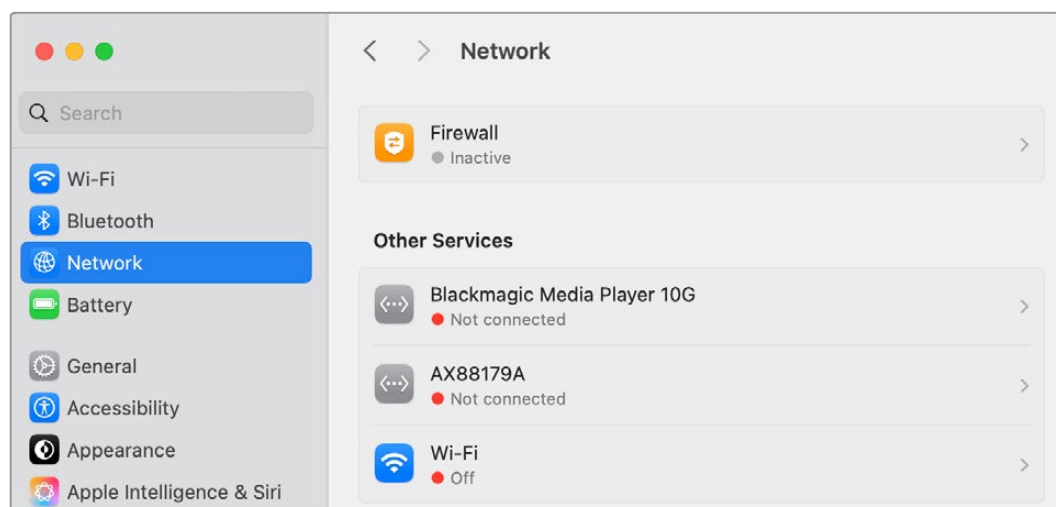 Search
Wi-Fi
Bluetooth
Network
Battery
General
Accessibility
Appearance
Apple Intelligence & Siri
Network
Firewall
Inactive
Other Services
Blackmagic Media Player 10G
Not connected
AX88179A
Not connected
Wi-Fi
Off